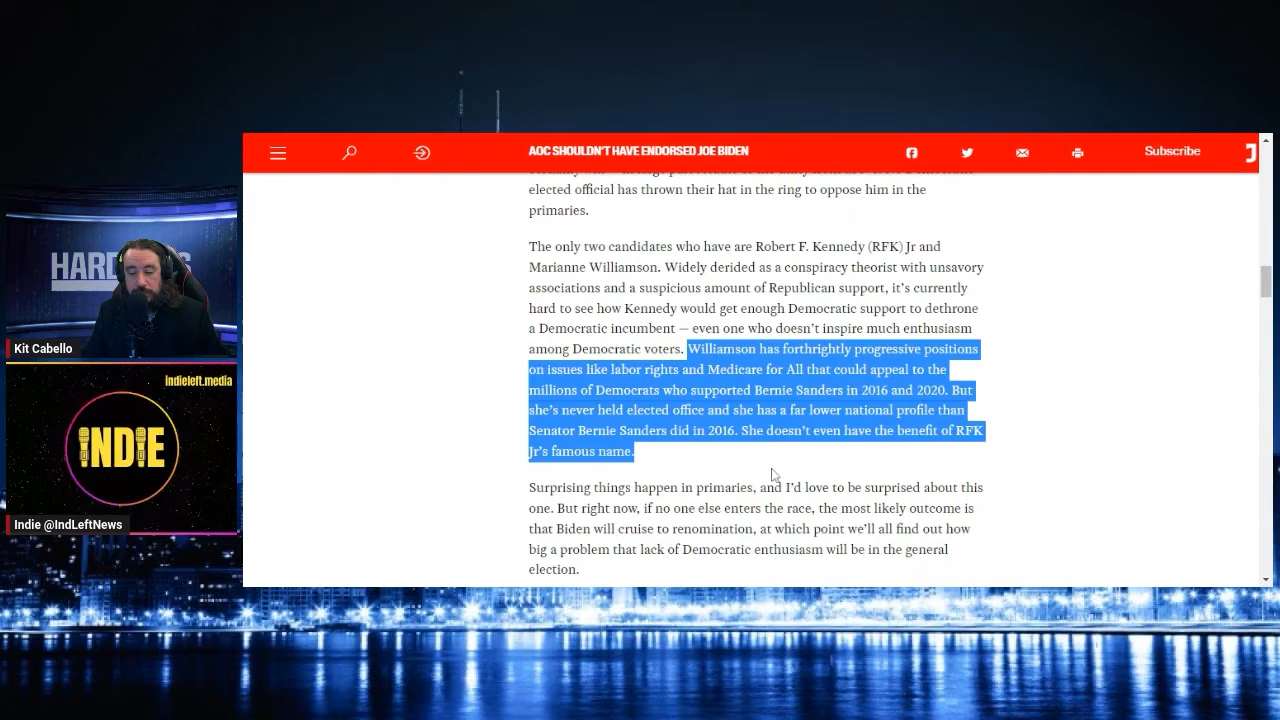 AOC SHOULDN'T HAVE ENDORSED JOE BIDEN
Subscribe
elected official has thrown their hat in the ring to oppose him in the
primaries.
The only two candidates who have are Robert F. Kennedy (RFK) Jr and
Marianne Williamson. Widely derided as a conspiracy theorist with unsavory
associations and a suspicious amount of Republican support, it's currently
hard to see how Kennedy would get enough Democratic support to dethrone
a Democratic incumbent — even one who doesn't inspire much enthusiasm
among Democratic voters. Williamson has forthrightly progressive positions
on issues like labor rights and Medicare for All that could appeal to the
millions of Democrats who supported Bernie Sanders in 2016 and 2020. But
she's never held elected office and she has a far lower national profile than
Senator Bernie Sanders did in 2016. She doesn't even have the benefit of RFK
Jr's famous name.
Surprising things happen in primaries, and I'd love to be surprised about this
one. But right now, if no one else enters the race, the most likely outcome is
that Biden will cruise to renomination, at which point we'll all find out how
big a problem that lack of Democratic enthusiasm will be in the general
election.
Kit Cabello
indieleft.media
INDIE
Indie @IndLeftNews